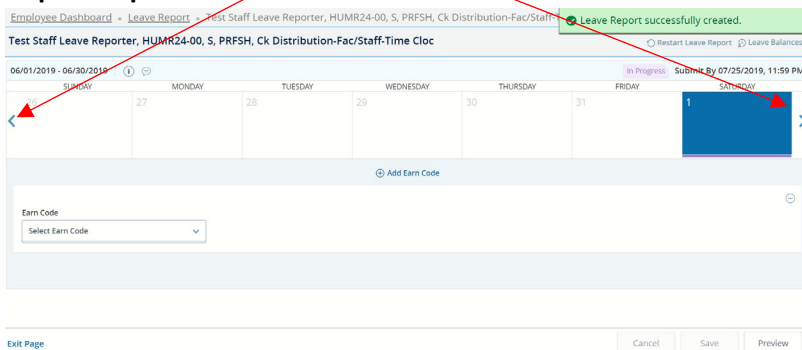 Employee Dashboard • Leave Report • Test Staff Leave Reporter, HUMR24-00, S, PRFSH, Ck Distribution-Fac/Staff-
Leave Report successfully created.
Test Staff Leave Reporter, HUMR24-00, S, PRFSH, Ck Distribution-Fac/Staff-Time Cloc
Restart Leave Report Leave Balances
06/01/2019 - 06/30/2019 In Progress Submit By 07/25/2019, 11:59 PM
SUNDAY MONDAY TUESDAY WEDNESDAY THURSDAY FRIDAY SATURDAY
26 27 28 29 30 31 1
Add Earn Code
Earn Code
Select Earn Code
Exit Page Cancel Save Preview